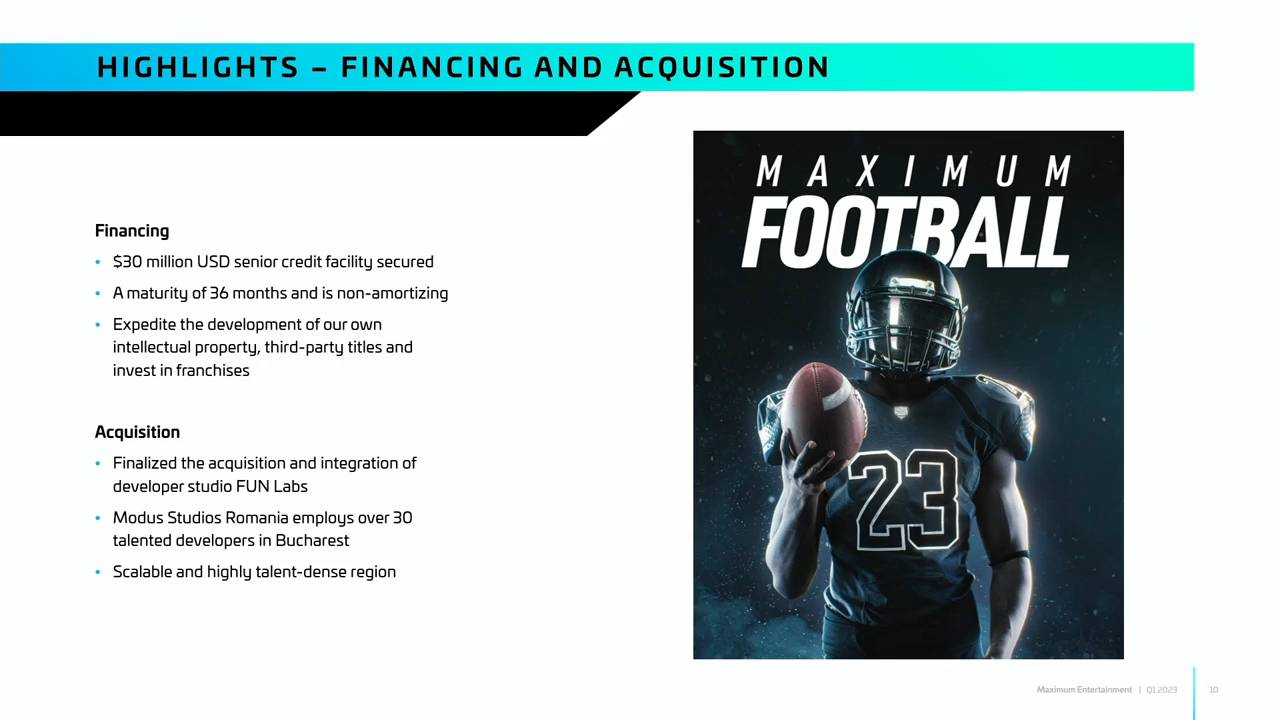 HIGHLIGHTS – FINANCING AND ACQUISITION
Financing
• $30 million USD senior credit facility secured
• A maturity of 36 months and is non-amortizing
• Expedite the development of our own
intellectual property, third-party titles and
invest in franchises
Acquisition
• Finalized the acquisition and integration of
developer studio FUN Labs
• Modus Studios Romania employs over 30
talented developers in Bucharest
• Scalable and highly talent-dense region
MAXIMUM
FOOTBALL
23
Maximum Entertainment | Q1 2023 10